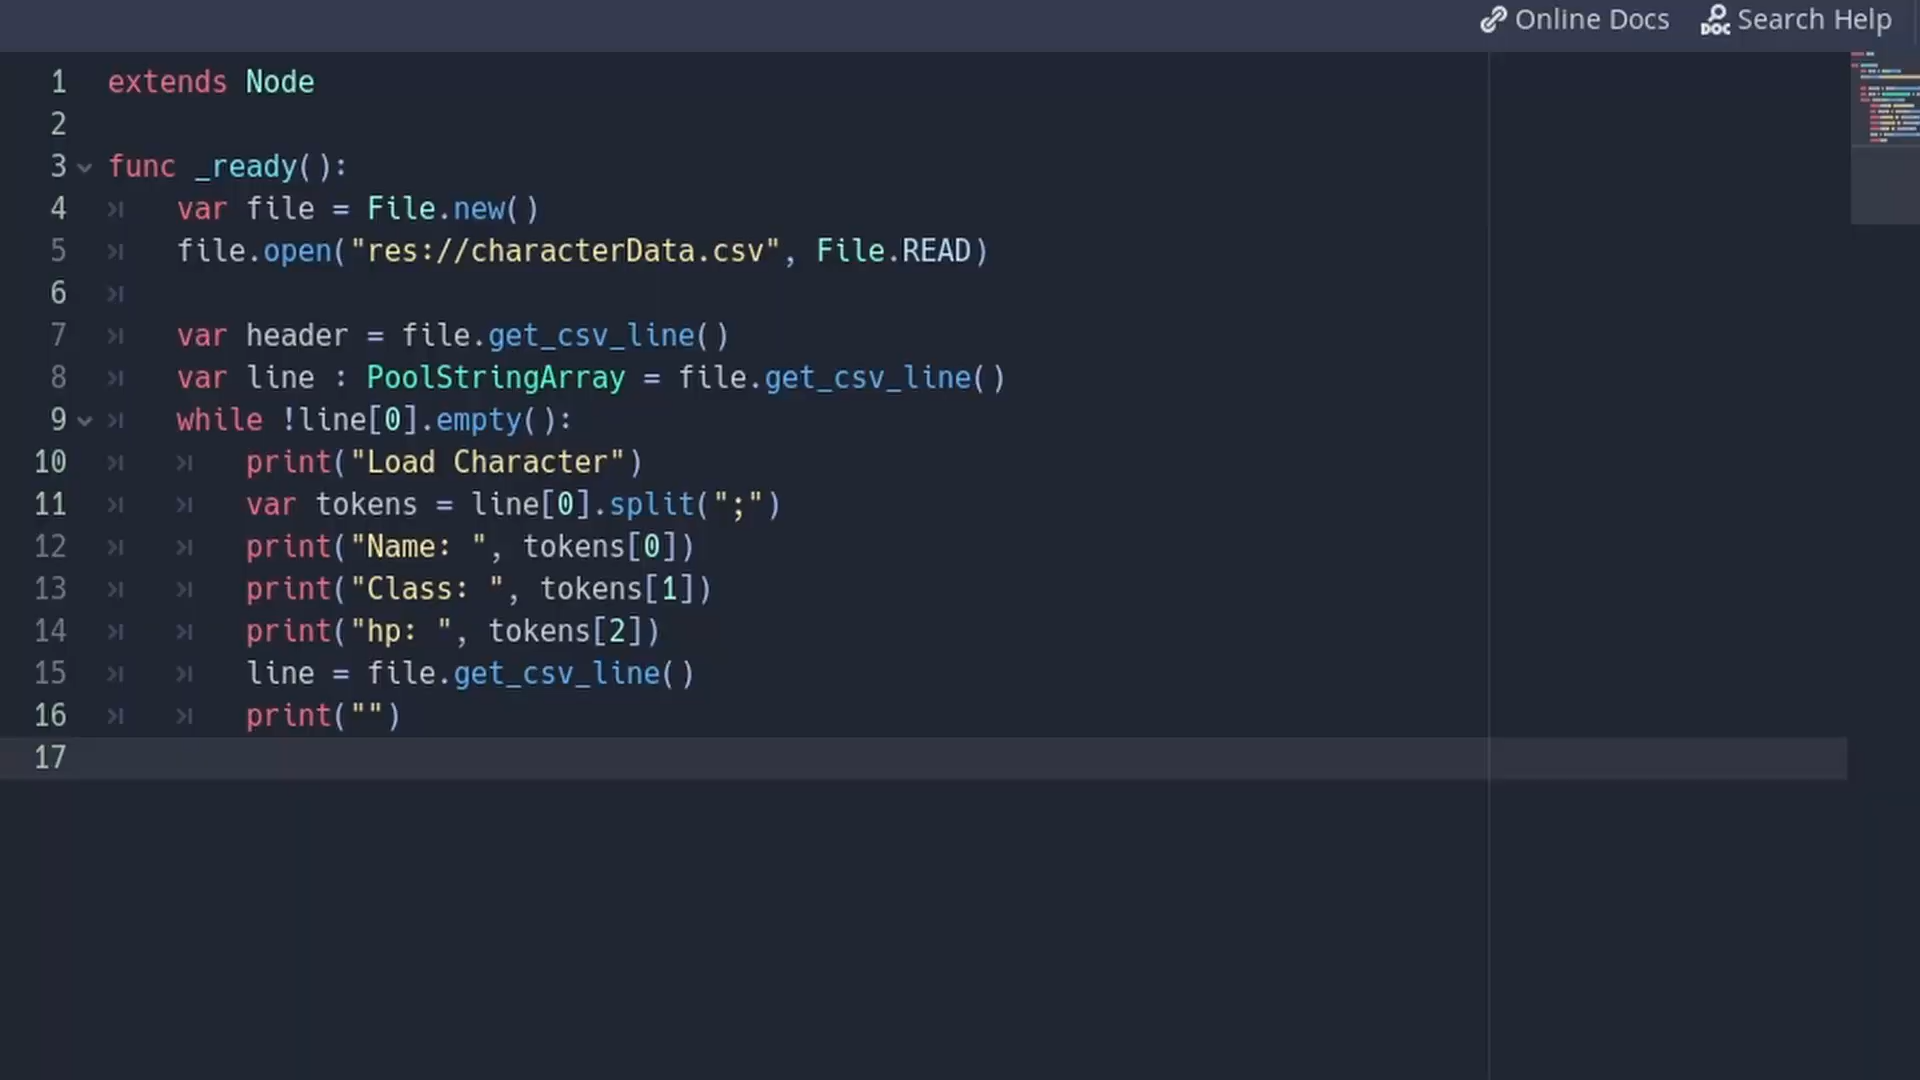 Online Docs Search Help
1 extends Node
2
3 func _ready():
4 var file = File.new()
5 file.open("res://characterData.csv", File.READ)
6
7 var header = file.get_csv_line()
8 var line : PoolStringArray = file.get_csv_line()
9 while !line[0].empty():
10 print("Load Character")
11 var tokens = line[0].split(";")
12 print("Name: ", tokens[0])
13 print("Class: ", tokens[1])
14 print("hp: ", tokens[2])
15 line = file.get_csv_line()
16 print("")
17